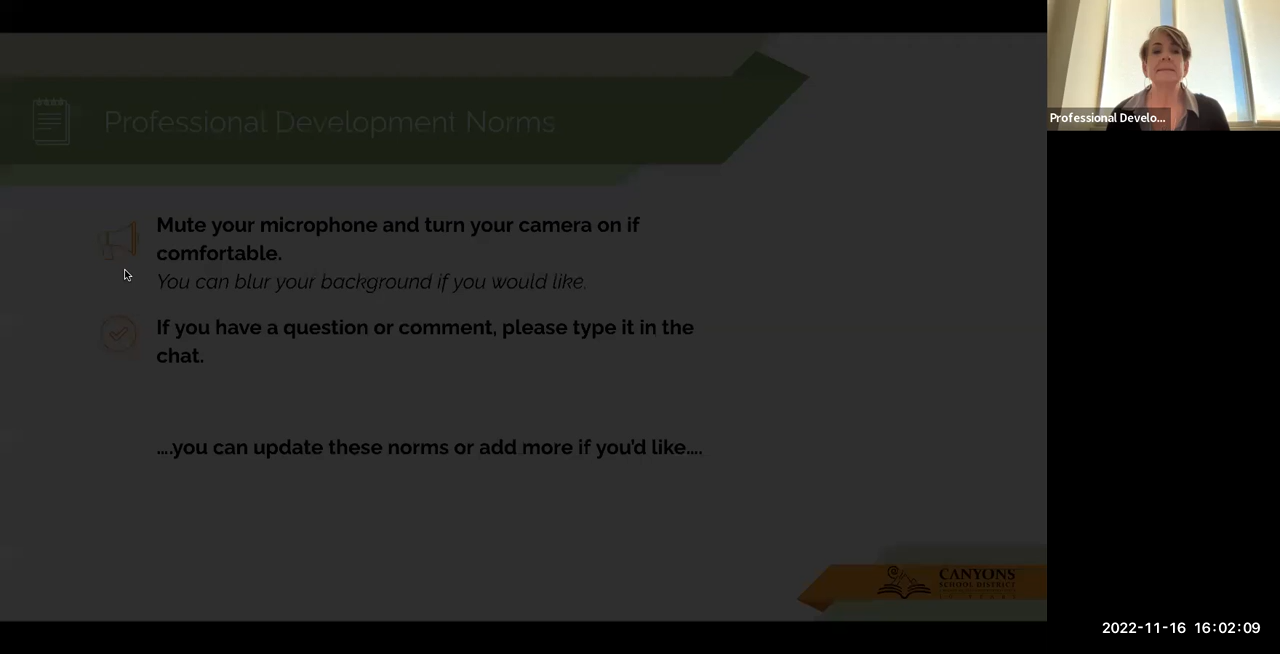 Professional Development Norms
Mute your microphone and turn your camera on if
comfortable.
You can blur your background if you would like.
If you have a question or comment, please type it in the
chat.
....you can update these norms or add more if you'd like....
Professional Develo...
CANYONS
SCHOOL DISTRICT
2022-11-16 16:02:09